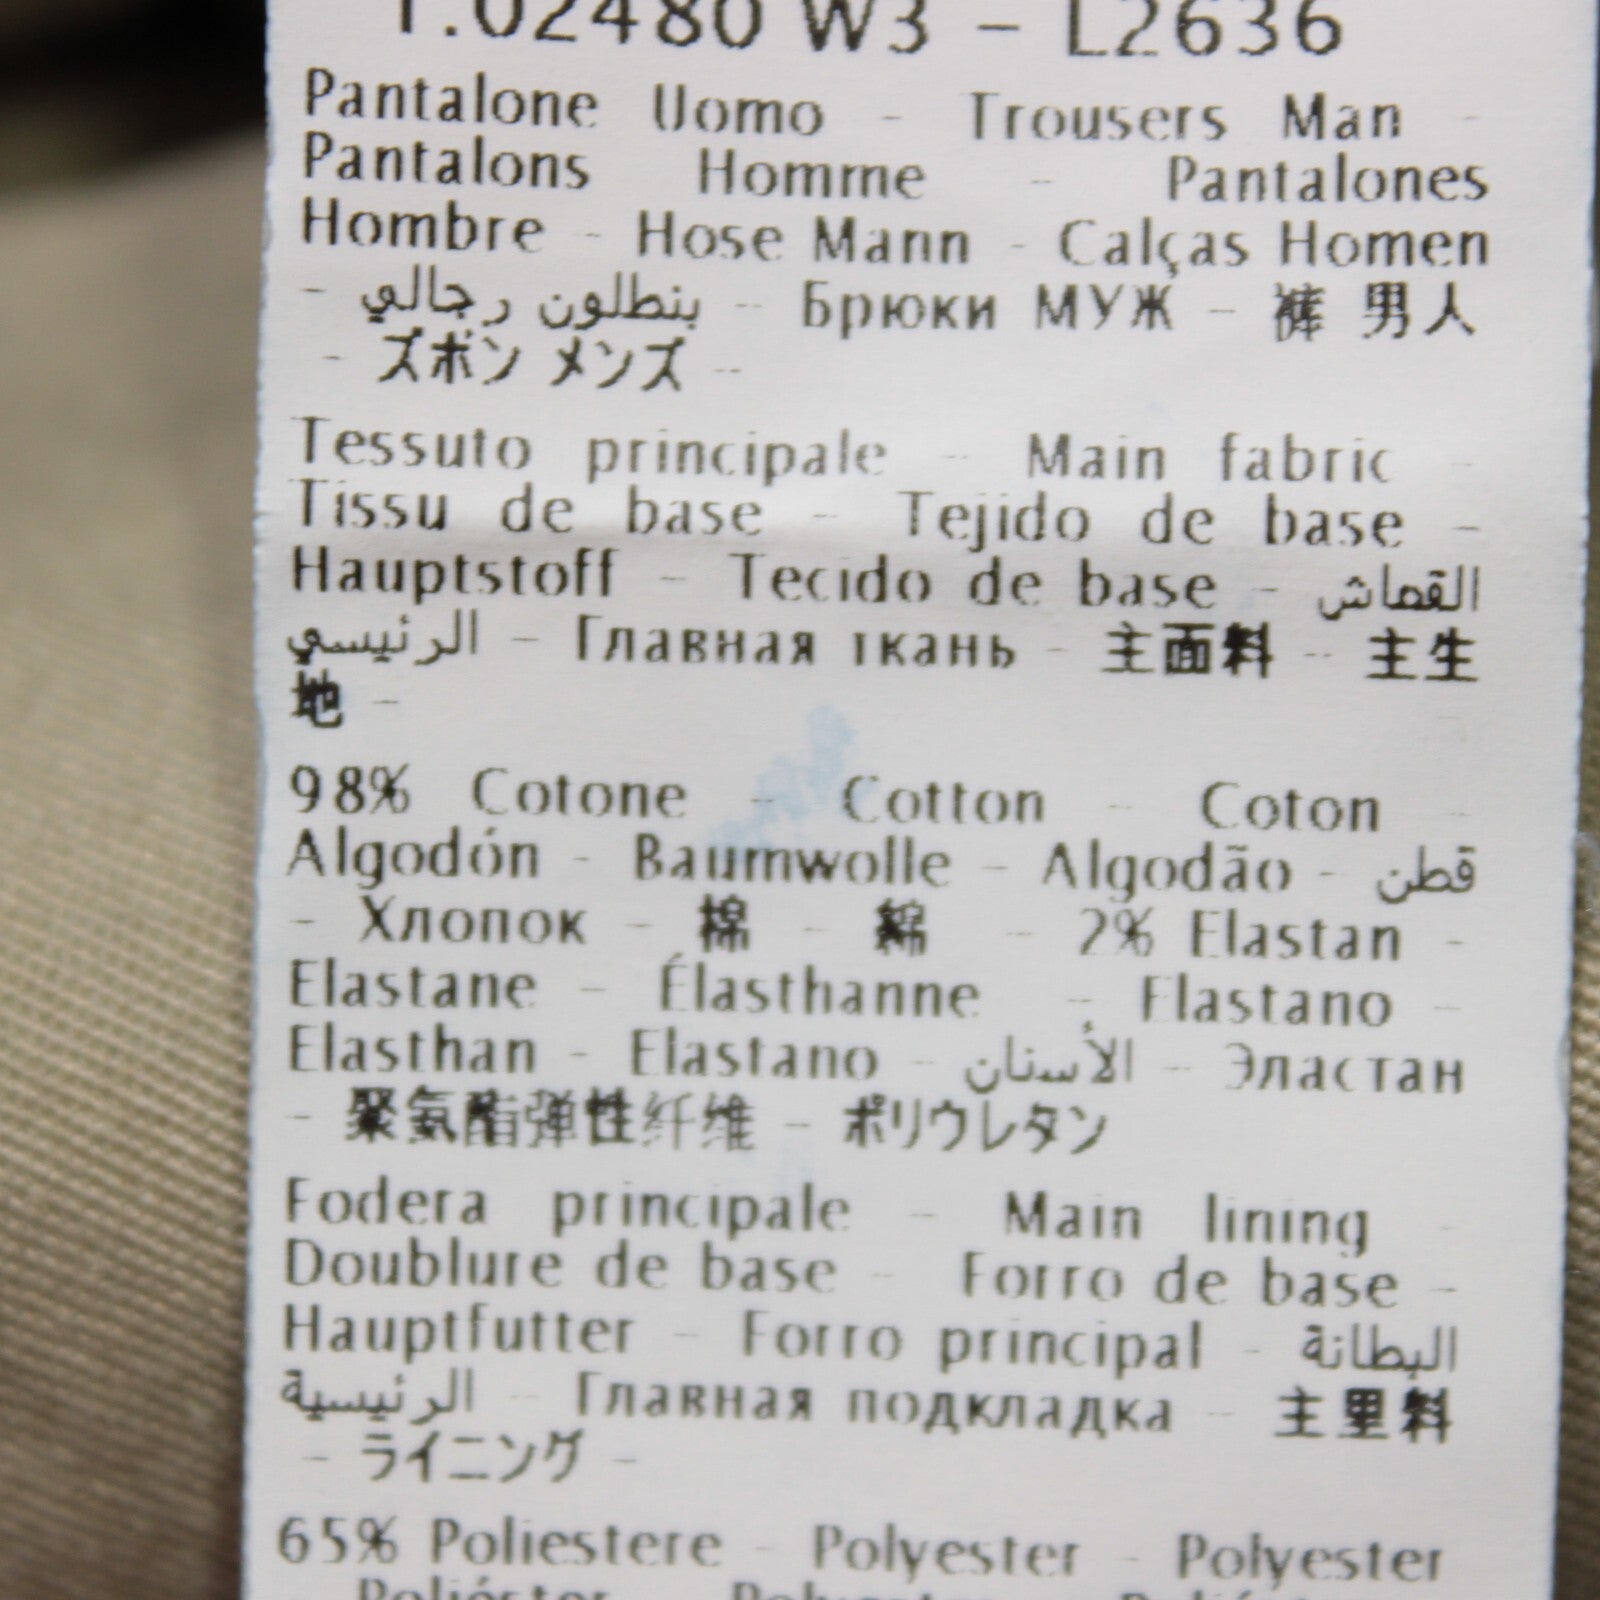 1.02480 W3 - L2636
Pantalone Uomo - Trousers Man -
Pantalons Homme - Pantalones
Hombre - Hose Mann - Calças Homen
- بنطلون رجالي - Брюки МУЖ - 裤 男人
- ズボン メンズ -
Tessuto principale - Main fabric -
Tissu de base - Tejido de base -
Hauptstoff - Tecido de base - القماش
الرئيسي - Главная ткань - 主面料 - 主生
地 -
98% Cotone - Cotton - Coton -
Algodón - Baumwolle - Algodão - قطن
- Хлопок - 棉 - 綿 - 2% Elastan -
Elastane - Élasthanne - Elastano -
Elasthan - Elastano - الأسنان - Эластан
- 聚氨酯弹性纤维 - ポリウレタン
Fodera principale - Main lining -
Doublure de base - Forro de base -
Hauptfutter - Forro principal - البطانة
الرئيسية - Главная подкладка - 主里料
- ライニング -
65% Poliestere - Polyester - Polyester
- Poliéster - Polyester - Poliéster